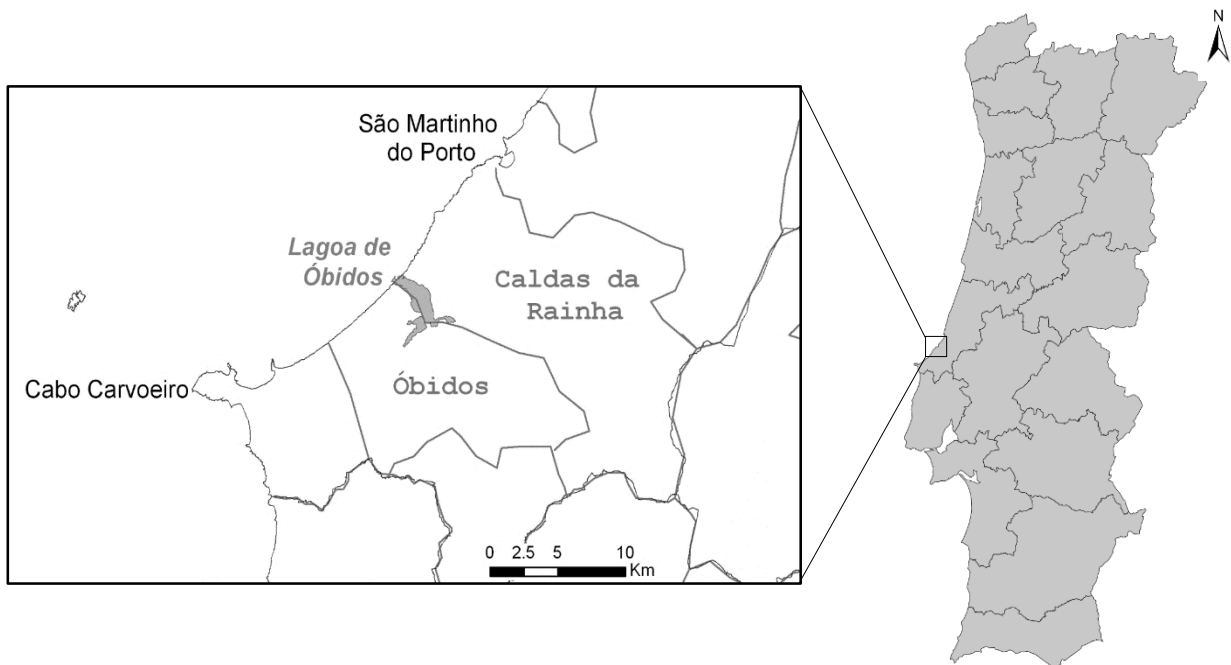 N
São Martinho
do Porto
Lagoa de
Óbidos
Caldas da
Rainha
Óbidos
Cabo Carvoeiro
0 2.5 5 10
Km